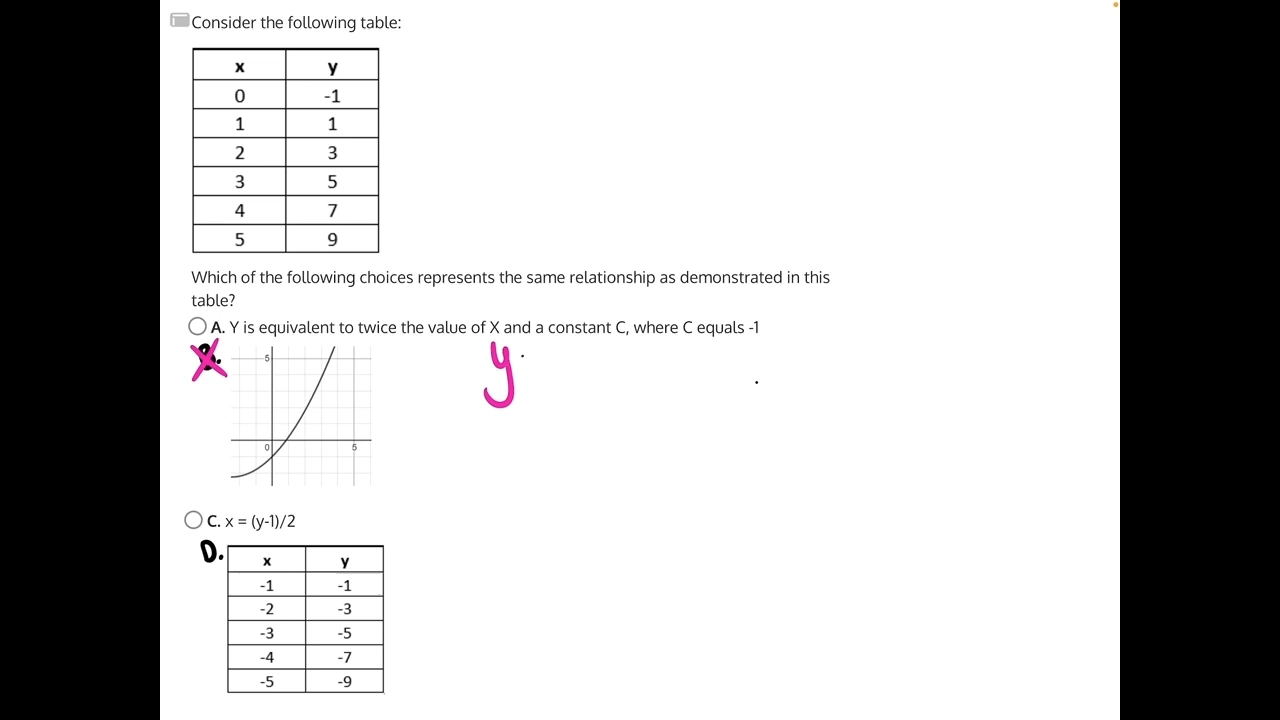 Consider the following table:
x y
0 -1
1 1
2 3
3 5
4 7
5 9
Which of the following choices represents the same relationship as demonstrated in this
table?
A. Y is equivalent to twice the value of X and a constant C, where C equals -1
B.
5
0 5
y
C. x = (y-1)/2
D.
x y
-1 -1
-2 -3
-3 -5
-4 -7
-5 -9